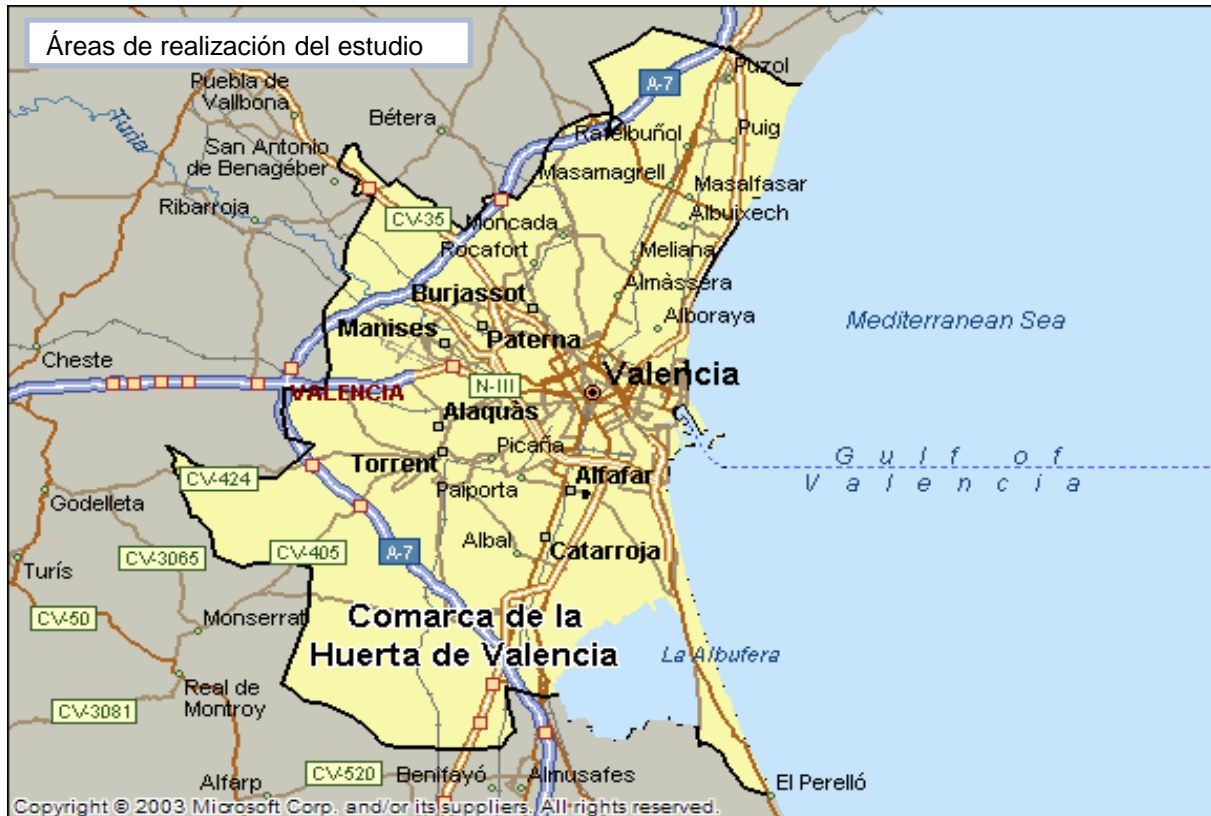 Áreas de realización del estudio
Puzol
A-7
Puebla de
Vallbona
Bétera
Turia
Rafelbuñol
Puig
San Antonio
de Benagéber
Masamagrell
Masalfasar
Ribarroja
CV-35
Moncada
Albuixech
Rocafort
Meliana
Burjassot
Almàssera
Alboraya
Mediterranean Sea
Manises
Paterna
Cheste
Valencia
N-III
VALENCIA
Alaquàs
Picaña
Gulf of
Valencia
Torrent
CV-424
Paiporta
Alfafar
Godelleta
Albal
Catarroja
CV-3065
CV-405
A-7
Turís
CV-50
Monserrat
Comarca de la
Huerta de Valencia
La Albufera
Real de
Montroy
CV-3081
CV-520
Benifayó
Almusafes
Alfarp
El Perelló
Copyright © 2003 Microsoft Corp. and/or its suppliers. All rights reserved.